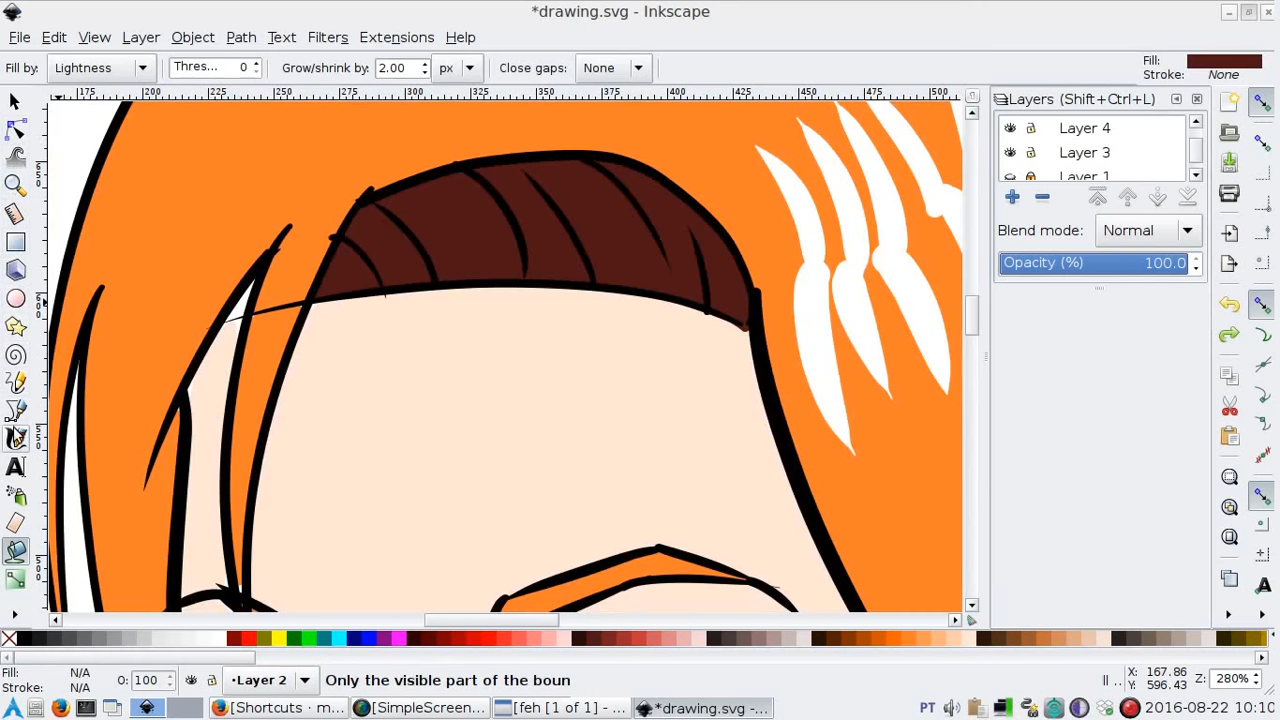 *drawing.svg - Inkscape
File Edit View Layer Object Path Text Filters Extensions Help
Fill by: Lightness Thres... 0 Grow/shrink by: 2.00 px Close gaps: None Fill: Stroke: None
175 200 225 250 275 300 325 350 375 400 425 450 475 500
Layers (Shift+Ctrl+L)
Layer 4
Layer 3
Layer 1
Blend mode: Normal
Opacity (%) 100.0
Fill: N/A
Stroke: N/A
O: 100 •Layer 2 Only the visible part of the boun
X: 167.86
Y: 596.43
Z: 280%
[Shortcuts · m... [SimpleScreen... [feh [1 of 1] - ... *drawing.svg -... PT 2016-08-22 10:10